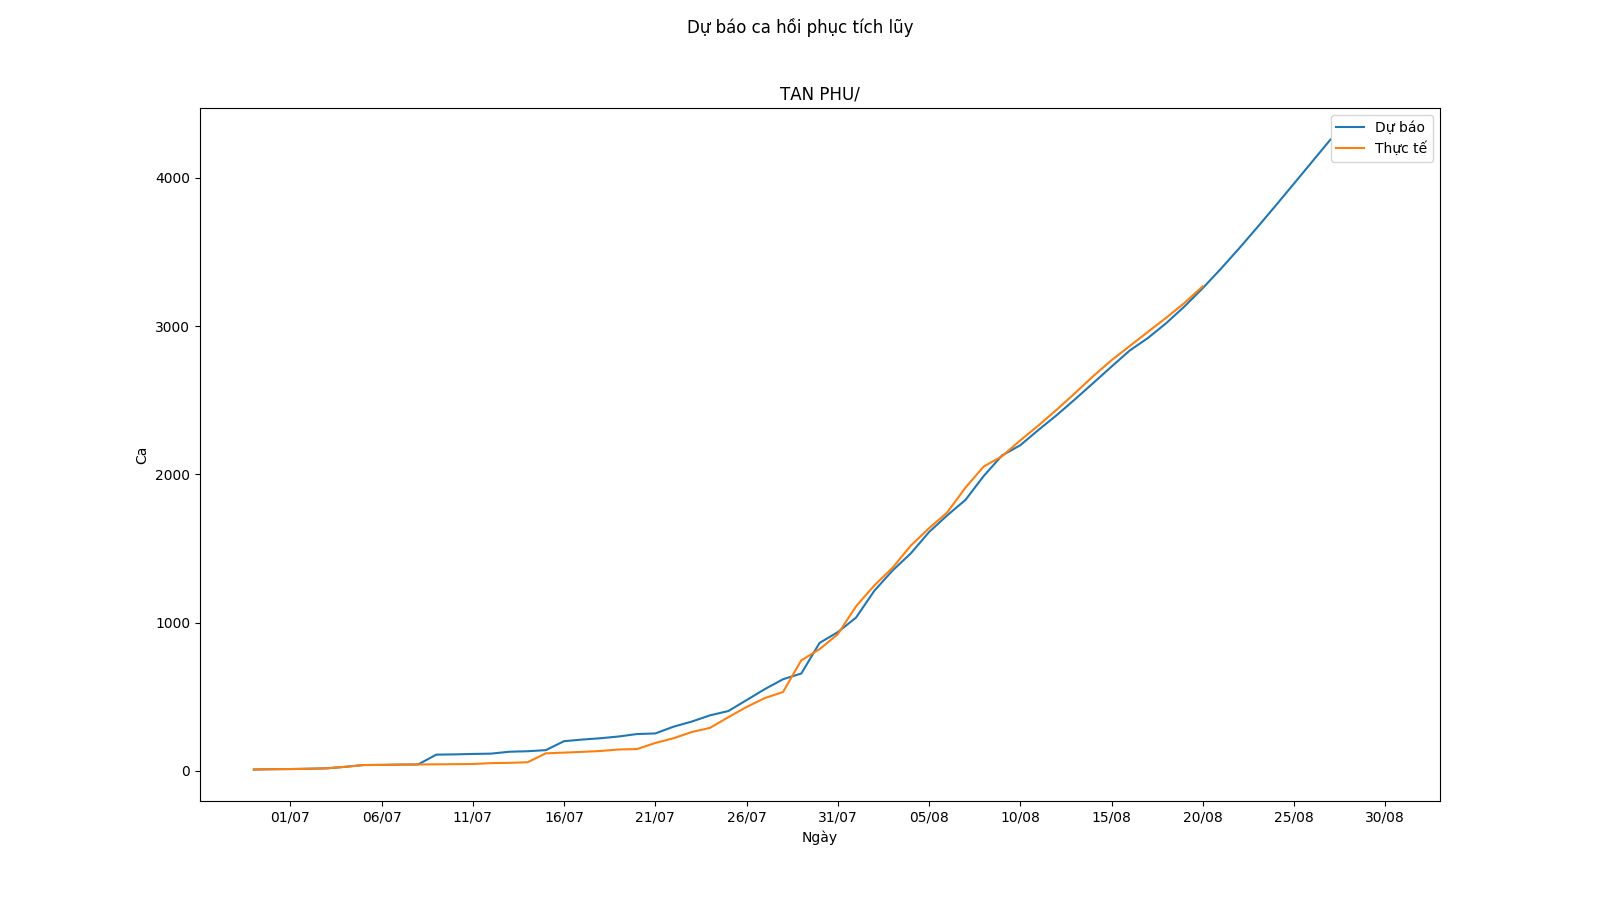 Dự báo ca hồi phục tích lũy
TAN PHU/
Dự báo
Thực tế
4000
3000
2000
1000
0
Ca
01/07 06/07 11/07 16/07 21/07 26/07 31/07 05/08 10/08 15/08 20/08 25/08 30/08
Ngày